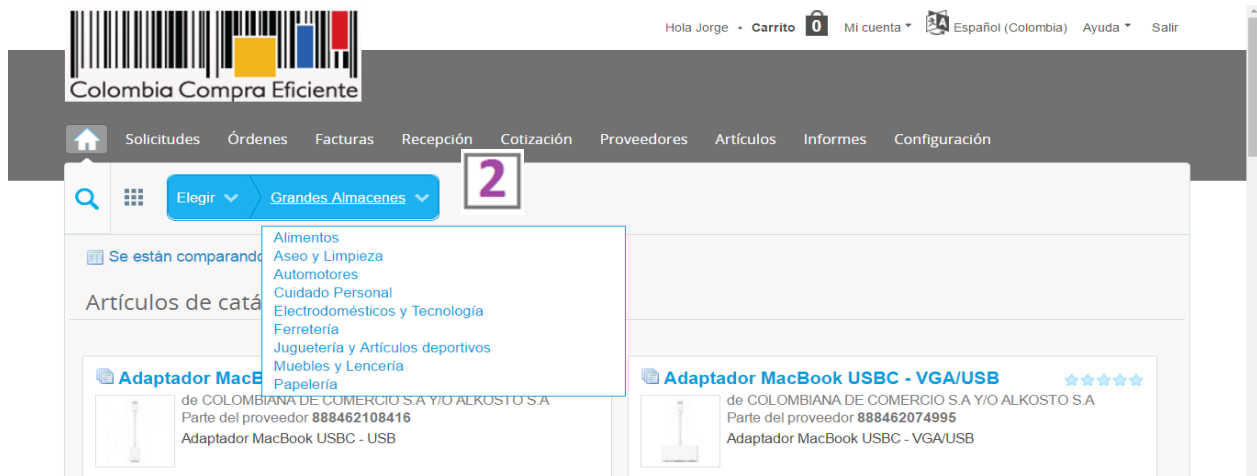 Hola Jorge • Carrito 0 Mi cuenta Español (Colombia) Ayuda Salir
Colombia Compra Eficiente
Solicitudes Órdenes Facturas Recepción Cotización Proveedores Artículos Informes Configuración
2
Elegir Grandes Almacenes
Alimentos
Se están comparando
Aseo y Limpieza
Automotores
Cuidado Personal
Artículos de catá
Electrodomésticos y Tecnología
Ferretería
Juguetería y Artículos deportivos
Muebles y Lencería
Papelería
Adaptador MacB
de COLOMBIANA DE COMERCIO S.A Y/O ALKOSTO S.A
Parte del proveedor 888462108416
Adaptador MacBook USBC - USB
Adaptador MacBook USBC - VGA/USB
de COLOMBIANA DE COMERCIO S.A Y/O ALKOSTO S.A
Parte del proveedor 888462074995
Adaptador MacBook USBC - VGA/USB